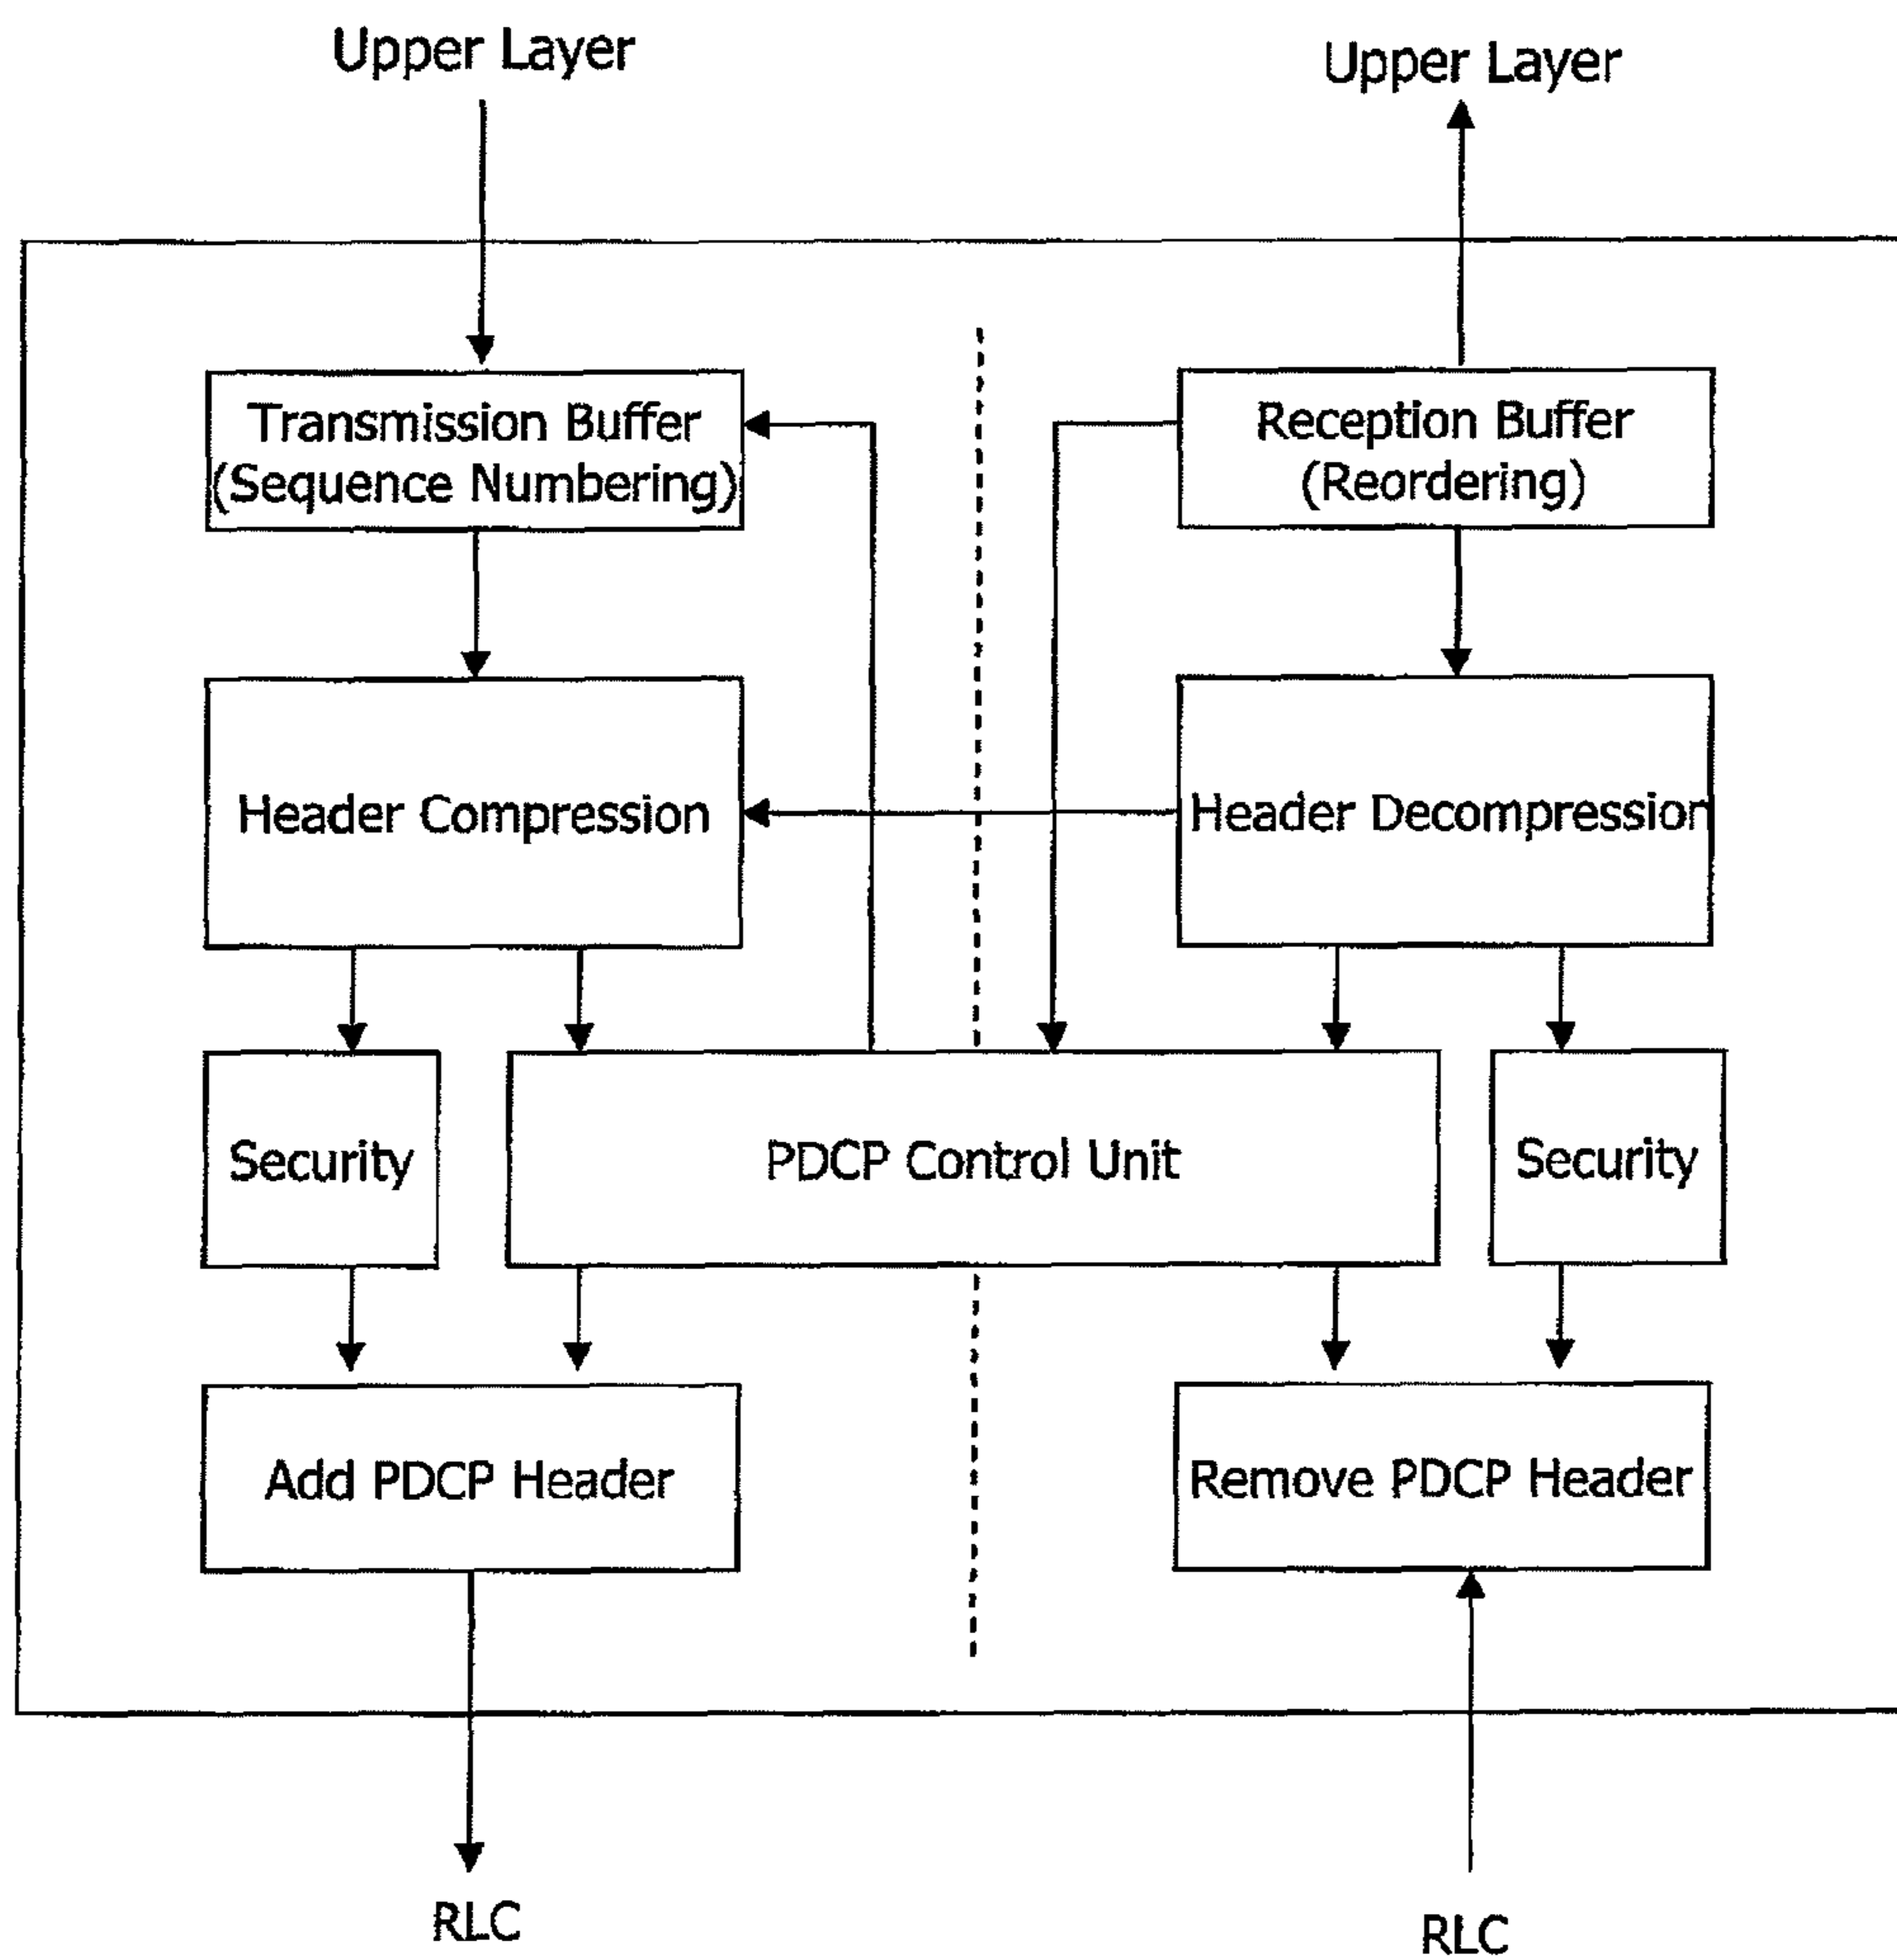 Upper Layer
Upper Layer
Transmission Buffer
(Sequence Numbering)
Reception Buffer
(Reordering)
Header Compression
Header Decompression
Security
PDCP Control Unit
Security
Add PDCP Header
Remove PDCP Header
RLC
RLC